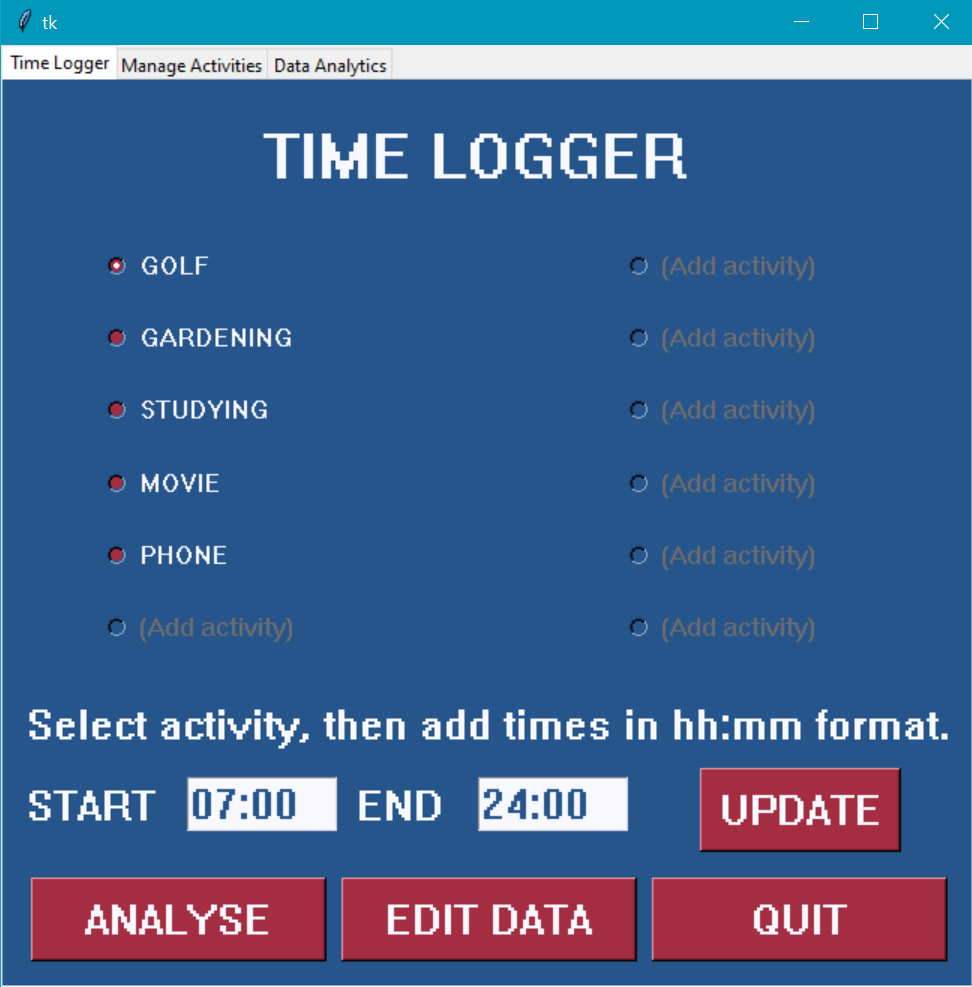 tk
Time Logger Manage Activities Data Analytics
TIME LOGGER
GOLF (Add activity)
GARDENING (Add activity)
STUDYING (Add activity)
MOVIE (Add activity)
PHONE (Add activity)
(Add activity) (Add activity)
Select activity, then add times in hh:mm format.
START 07:00 END 24:00 UPDATE
ANALYSE EDIT DATA QUIT